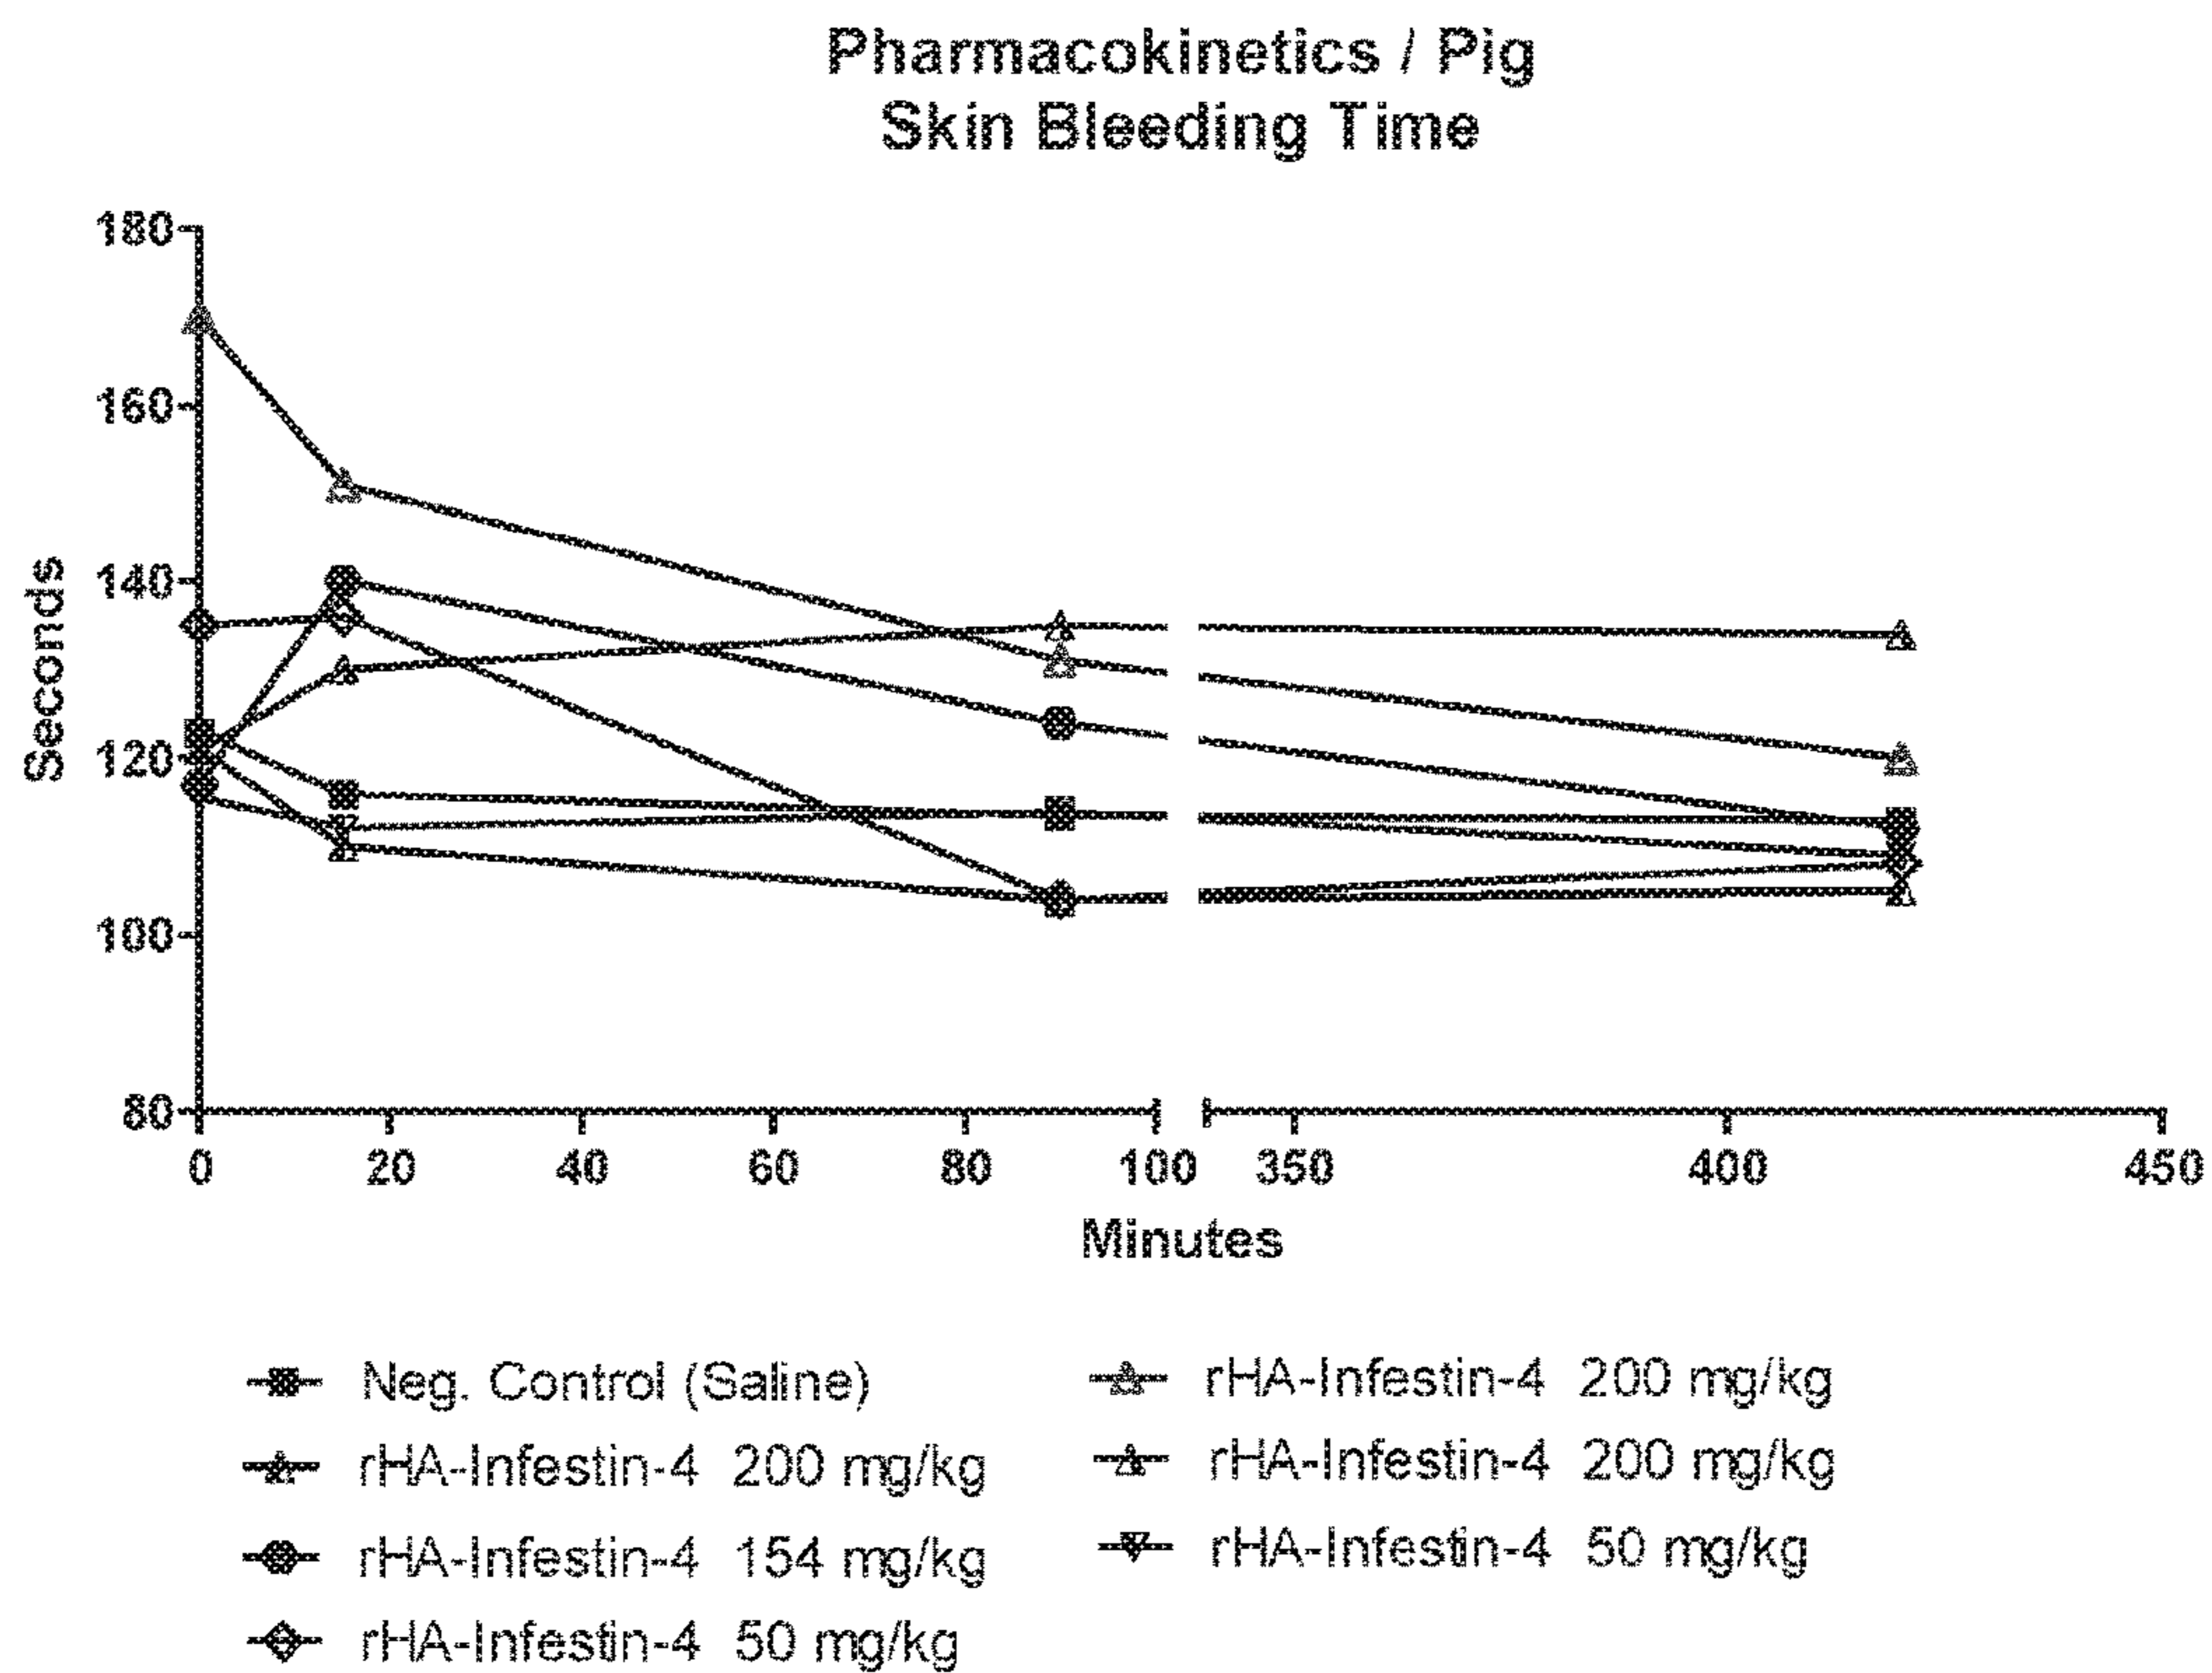 Pharmacokinetics / Pig
Skin Bleeding Time
180
160
140
120
100
80
Seconds
0 20 40 60 80 100 350 400 450
Minutes
Neg. Control (Saline)
rHA-Infestin-4 200 mg/kg
rHA-Infestin-4 154 mg/kg
rHA-Infestin-4 50 mg/kg
rHA-Infestin-4 200 mg/kg
rHA-Infestin-4 200 mg/kg
rHA-Infestin-4 50 mg/kg